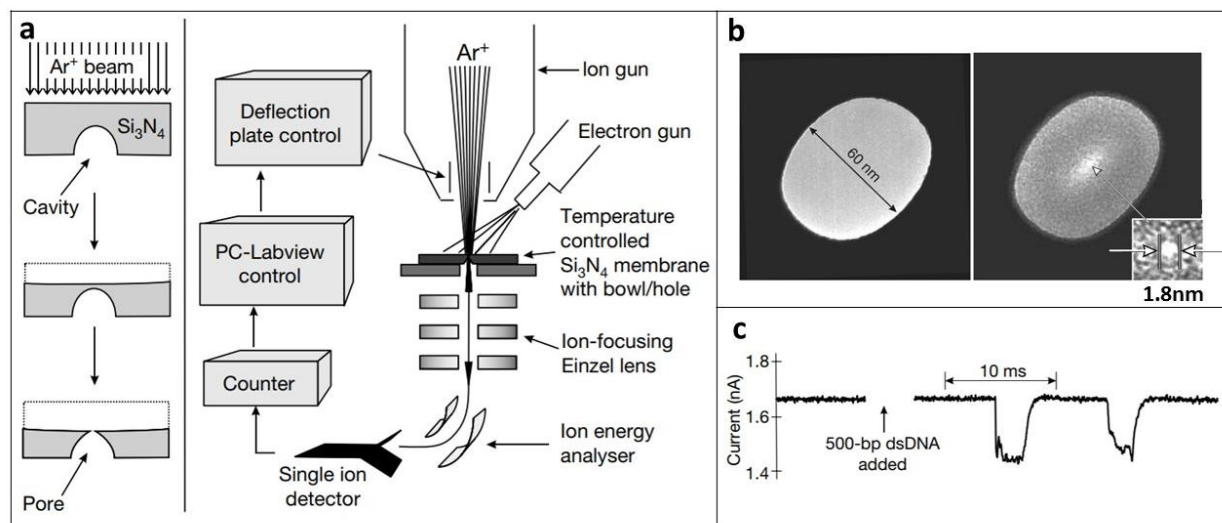 a
Ar⁺ beam
Si₃N₄
Cavity
Pore
Deflection
plate control
PC-Labview
control
Counter
Single ion
detector
Ar⁺
Ion gun
Electron gun
Temperature
controlled
Si₃N₄ membrane
with bowl/hole
Ion-focusing
Einzel lens
Ion energy
analyser
b
60 nm
1.8nm
c
Current (nA)
1.8
1.6
1.4
10 ms
500-bp dsDNA
added